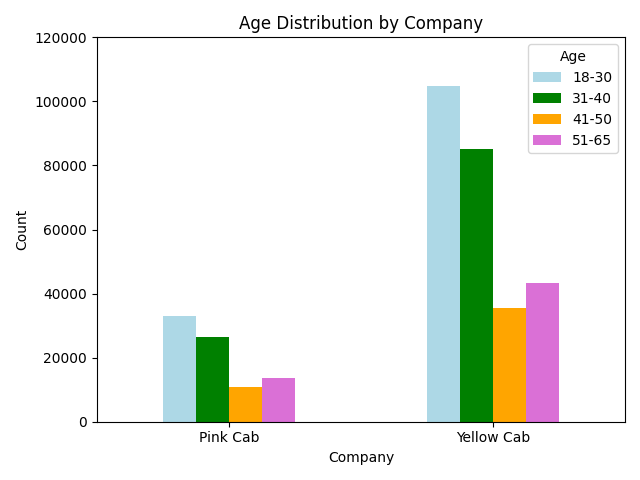 Age Distribution by Company
120000
100000
80000
60000
40000
20000
0
Count
Age
18-30
31-40
41-50
51-65
Pink Cab
Yellow Cab
Company